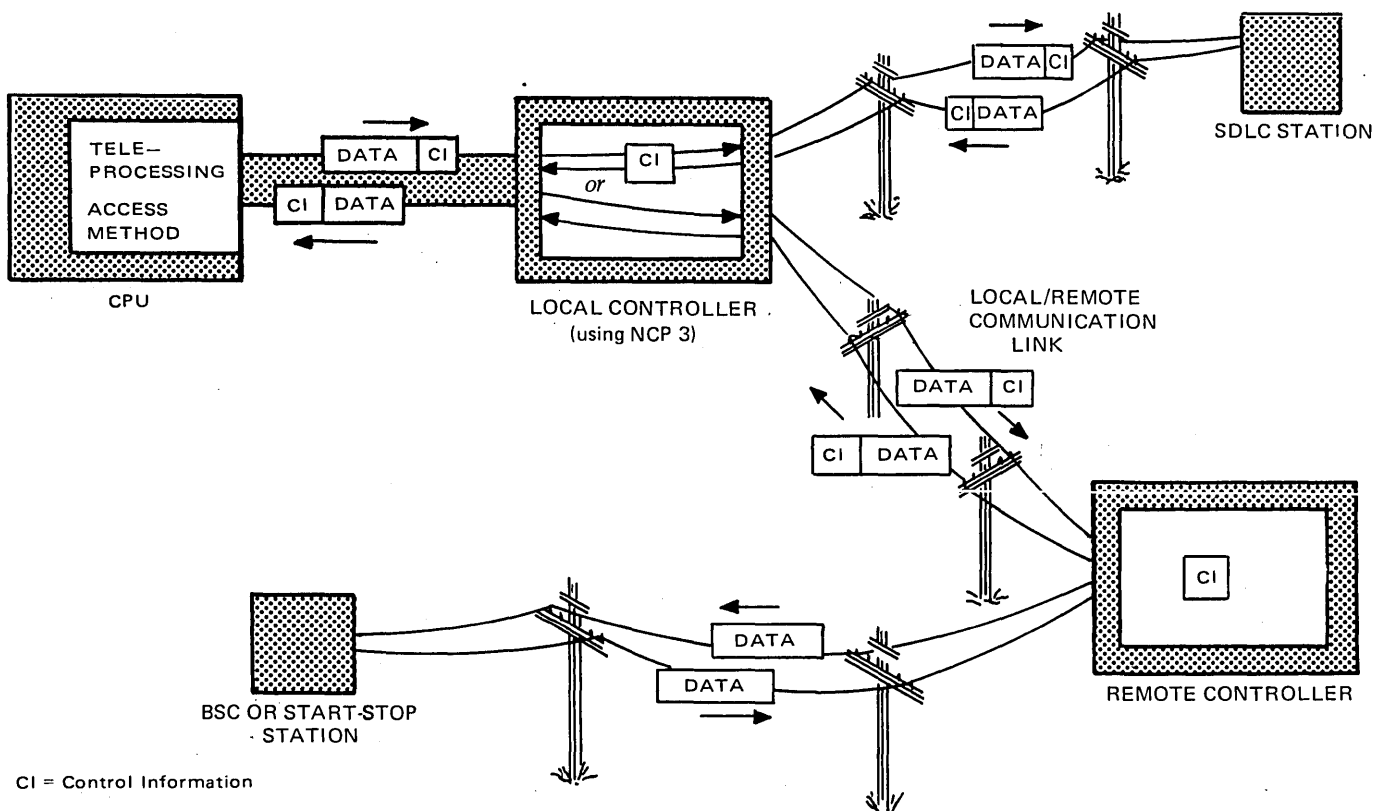 DATA CI
CI DATA
SDLC STATION
TELE-
PROCESSING
ACCESS
METHOD
DATA CI
CI DATA
CI
or
CPU
LOCAL CONTROLLER
(using NCP 3)
LOCAL/REMOTE
COMMUNICATION
LINK
DATA CI
CI DATA
CI
REMOTE CONTROLLER
DATA
DATA
BSC OR START-STOP
STATION
CI = Control Information